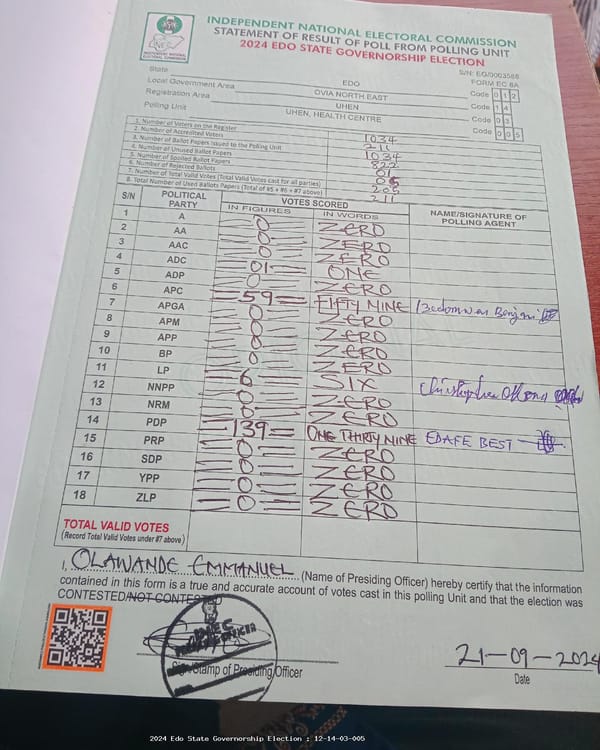 INDEPENDENT NATIONAL ELECTORAL COMMISSION
STATEMENT OF RESULT OF POLL FROM POLLING UNIT
2024 EDO STATE GOVERNORSHIP ELECTION
S/N: EG/0003588
FORM EC 8A
State EDO Code 0 1 2
Local Government Area OVIA NORTH EAST Code 1 4
Registration Area UHEN Code 0 3
Polling Unit UHEN, HEALTH CENTRE Code 0 0 5
1. Number of Voters on the Register 1034
2. Number of Accredited Voters 211
3. Number of Ballot Papers Issued to the Polling Unit 1034
4. Number of Unused Ballot Papers 822
5. Number of Spoiled Ballot Papers 01
6. Number of Rejected Ballots
7. Number of Total Valid Votes (Total Valid Votes cast for all parties) 205
8. Total Number of Used Ballots Papers (Total of #5 + #6 + #7 above) 211
S/N POLITICAL PARTY VOTES SCORED NAME/SIGNATURE OF POLLING AGENT
IN FIGURES IN WORDS
1 A 0 ZERO
2 AA 0 ZERO
3 AAC 0 ZERO
4 ADC 01 ONE
5 ADP 0 ZERO
6 APC 59 FIFTY NINE
7 APGA 0 ZERO
8 APM 0 ZERO
9 APP 0 ZERO
10 BP 0 ZERO
11 LP 6 SIX Christopher
12 NNPP 0 ZERO
13 NRM 0 ZERO
14 PDP 139 ONE THIRTY NINE EDAFE BEST
15 PRP 0 ZERO
16 SDP 0 ZERO
17 YPP 0 ZERO
18 ZLP 0 ZERO
TOTAL VALID VOTES
(Record Total Valid Votes under #7 above)
I, OLAWANDE EMMANUEL (Name of Presiding Officer) hereby certify that the information
contained in this form is a true and accurate account of votes cast in this polling Unit and that the election was
CONTESTED/NOT CONTESTED
Sign/Stamp of Presiding Officer
21-09-2024
Date
2024 Edo State Governorship Election : 12-14-03-005